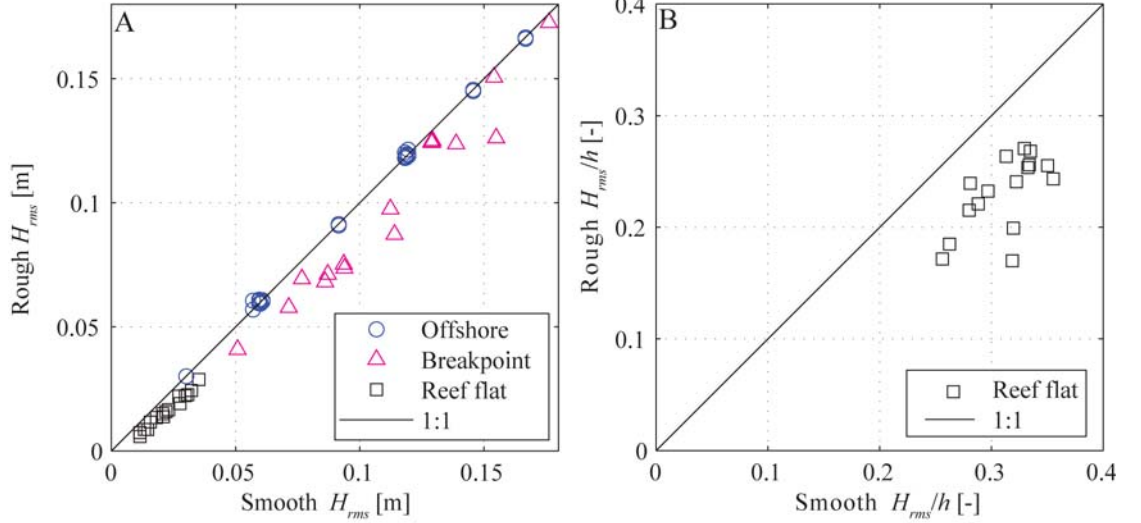 A
Rough H_rms [m]
0.15
0.1
0.05
0
0
0.05
0.1
0.15
Smooth H_rms [m]
Offshore
Breakpoint
Reef flat
1:1
B
Rough H_rms/h [-]
0.4
0.3
0.2
0.1
0
0
0.1
0.2
0.3
0.4
Smooth H_rms/h [-]
Reef flat
1:1